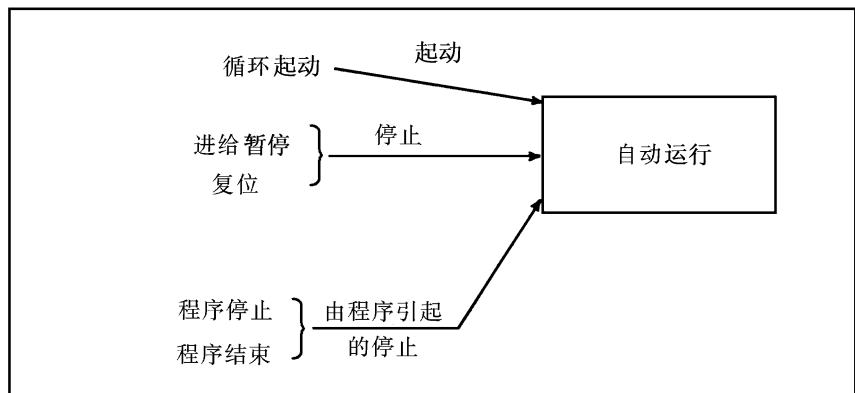 起动
循环起动
进给暂停
停止
复位
自动运行
程序停止
由程序引起
程序结束
的停止